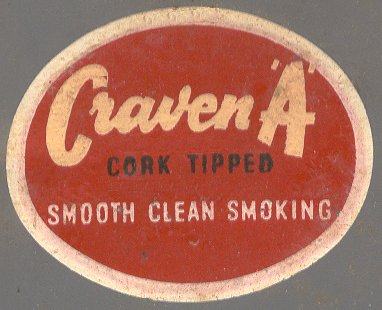 Craven 'A'
CORK TIPPED
SMOOTH CLEAN SMOKING